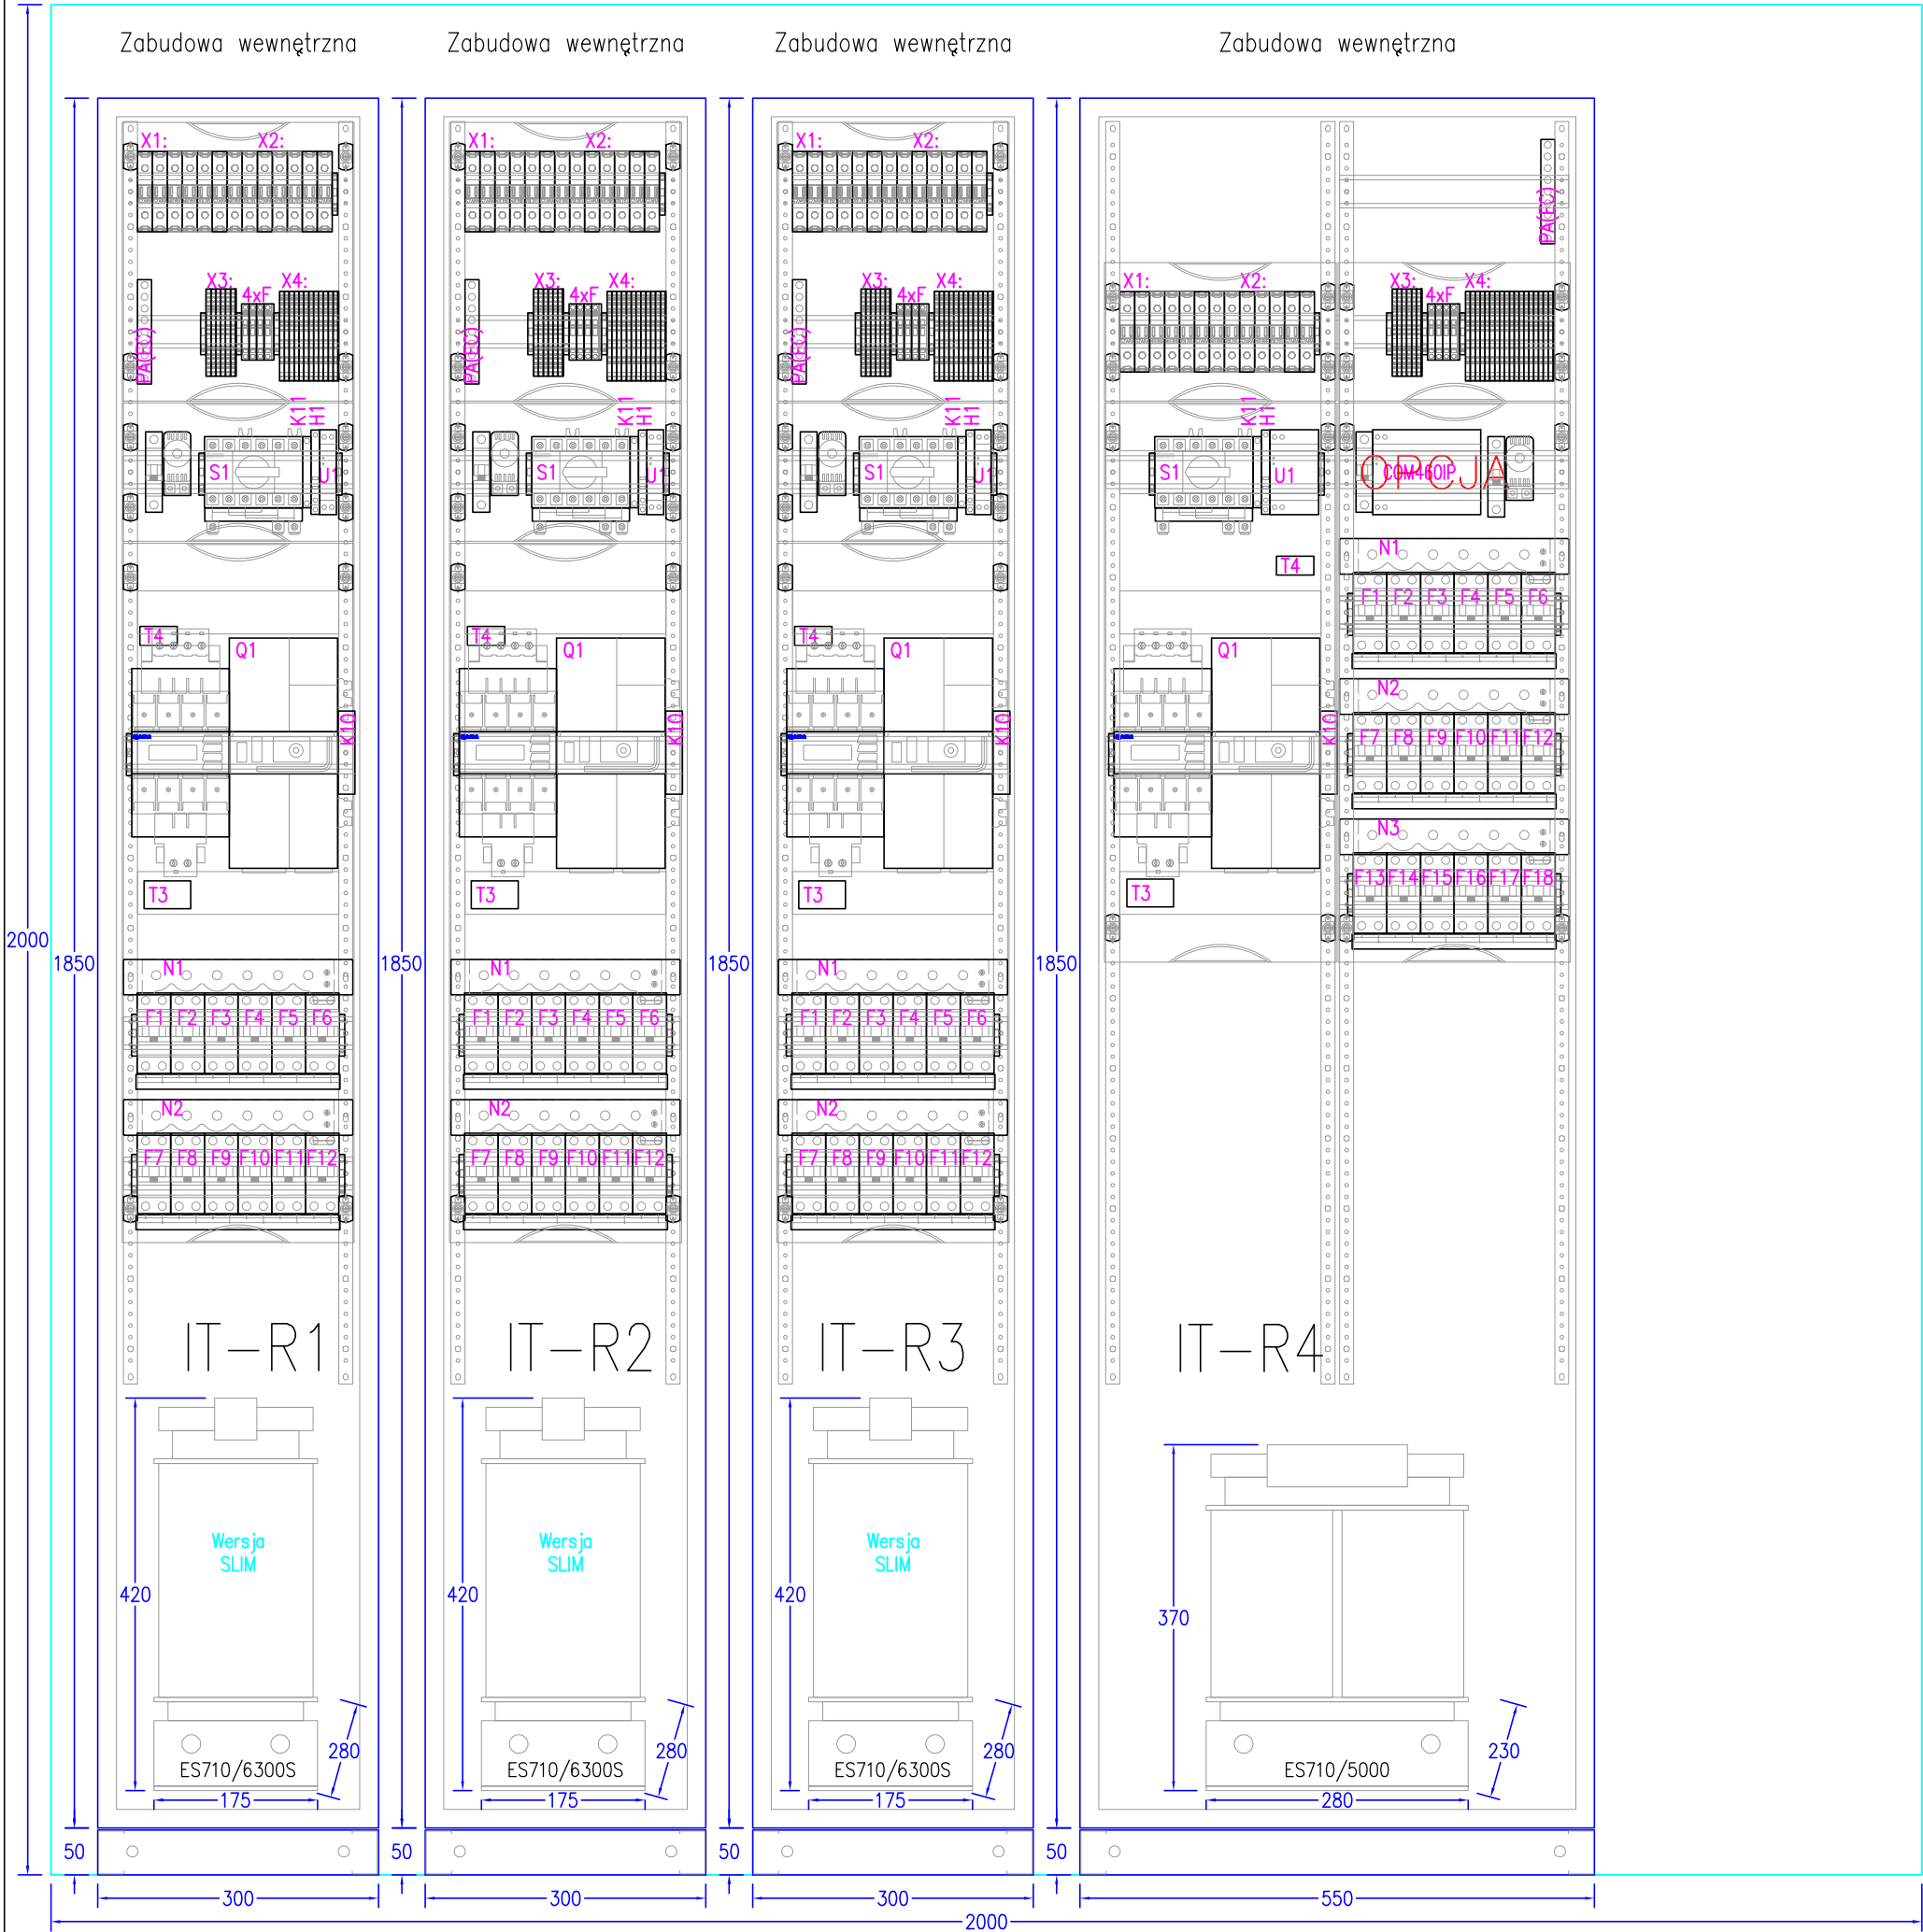 Zabudowa wewnętrzna
Zabudowa wewnętrzna
Zabudowa wewnętrzna
Zabudowa wewnętrzna
2000
1850
X1:
X2:
X3:
4xF
X4:
PA(EC)
K11
H1
S1
U1
T4
Q1
K10
T3
N1
F1 F2 F3 F4 F5 F6
N2
F7 F8 F9 F10 F11 F12
IT-R1
420
Wersja
SLIM
ES710/6300S
280
175
50
300
1850
X1:
X2:
X3:
4xF
X4:
PA(EC)
K11
H1
S1
U1
T4
Q1
K10
T3
N1
F1 F2 F3 F4 F5 F6
N2
F7 F8 F9 F10 F11 F12
IT-R2
420
Wersja
SLIM
ES710/6300S
280
175
50
300
1850
X1:
X2:
X3:
4xF
X4:
PA(EC)
K11
H1
S1
U1
T4
Q1
K10
T3
N1
F1 F2 F3 F4 F5 F6
N2
F7 F8 F9 F10 F11 F12
IT-R3
420
Wersja
SLIM
ES710/6300S
280
175
50
300
1850
PA(EC)
X1:
X2:
X3:
4xF
X4:
K11
H1
S1
U1
OPCJA
COM460IP
T4
N1
F1 F2 F3 F4 F5 F6
Q1
K10
N2
F7 F8 F9 F10 F11 F12
N3
F13 F14 F15 F16 F17 F18
T3
IT-R4
370
ES710/5000
230
280
50
550
2000